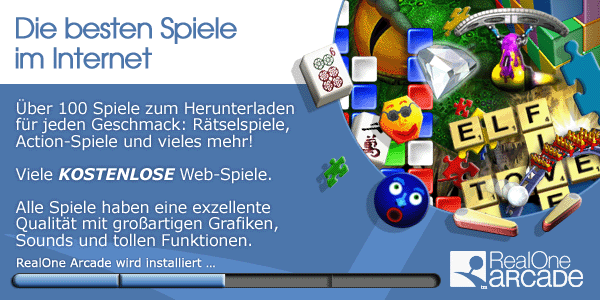 Die besten Spiele
im Internet
Über 100 Spiele zum Herunterladen
für jeden Geschmack: Rätselspiele,
Action-Spiele und vieles mehr!
Viele KOSTENLOSE Web-Spiele.
Alle Spiele haben eine exzellente
Qualität mit großartigen Grafiken,
Sounds und tollen Funktionen.
RealOne Arcade wird installiert ...
ELF
FIVE
TOVE
RealOne
ARCADE